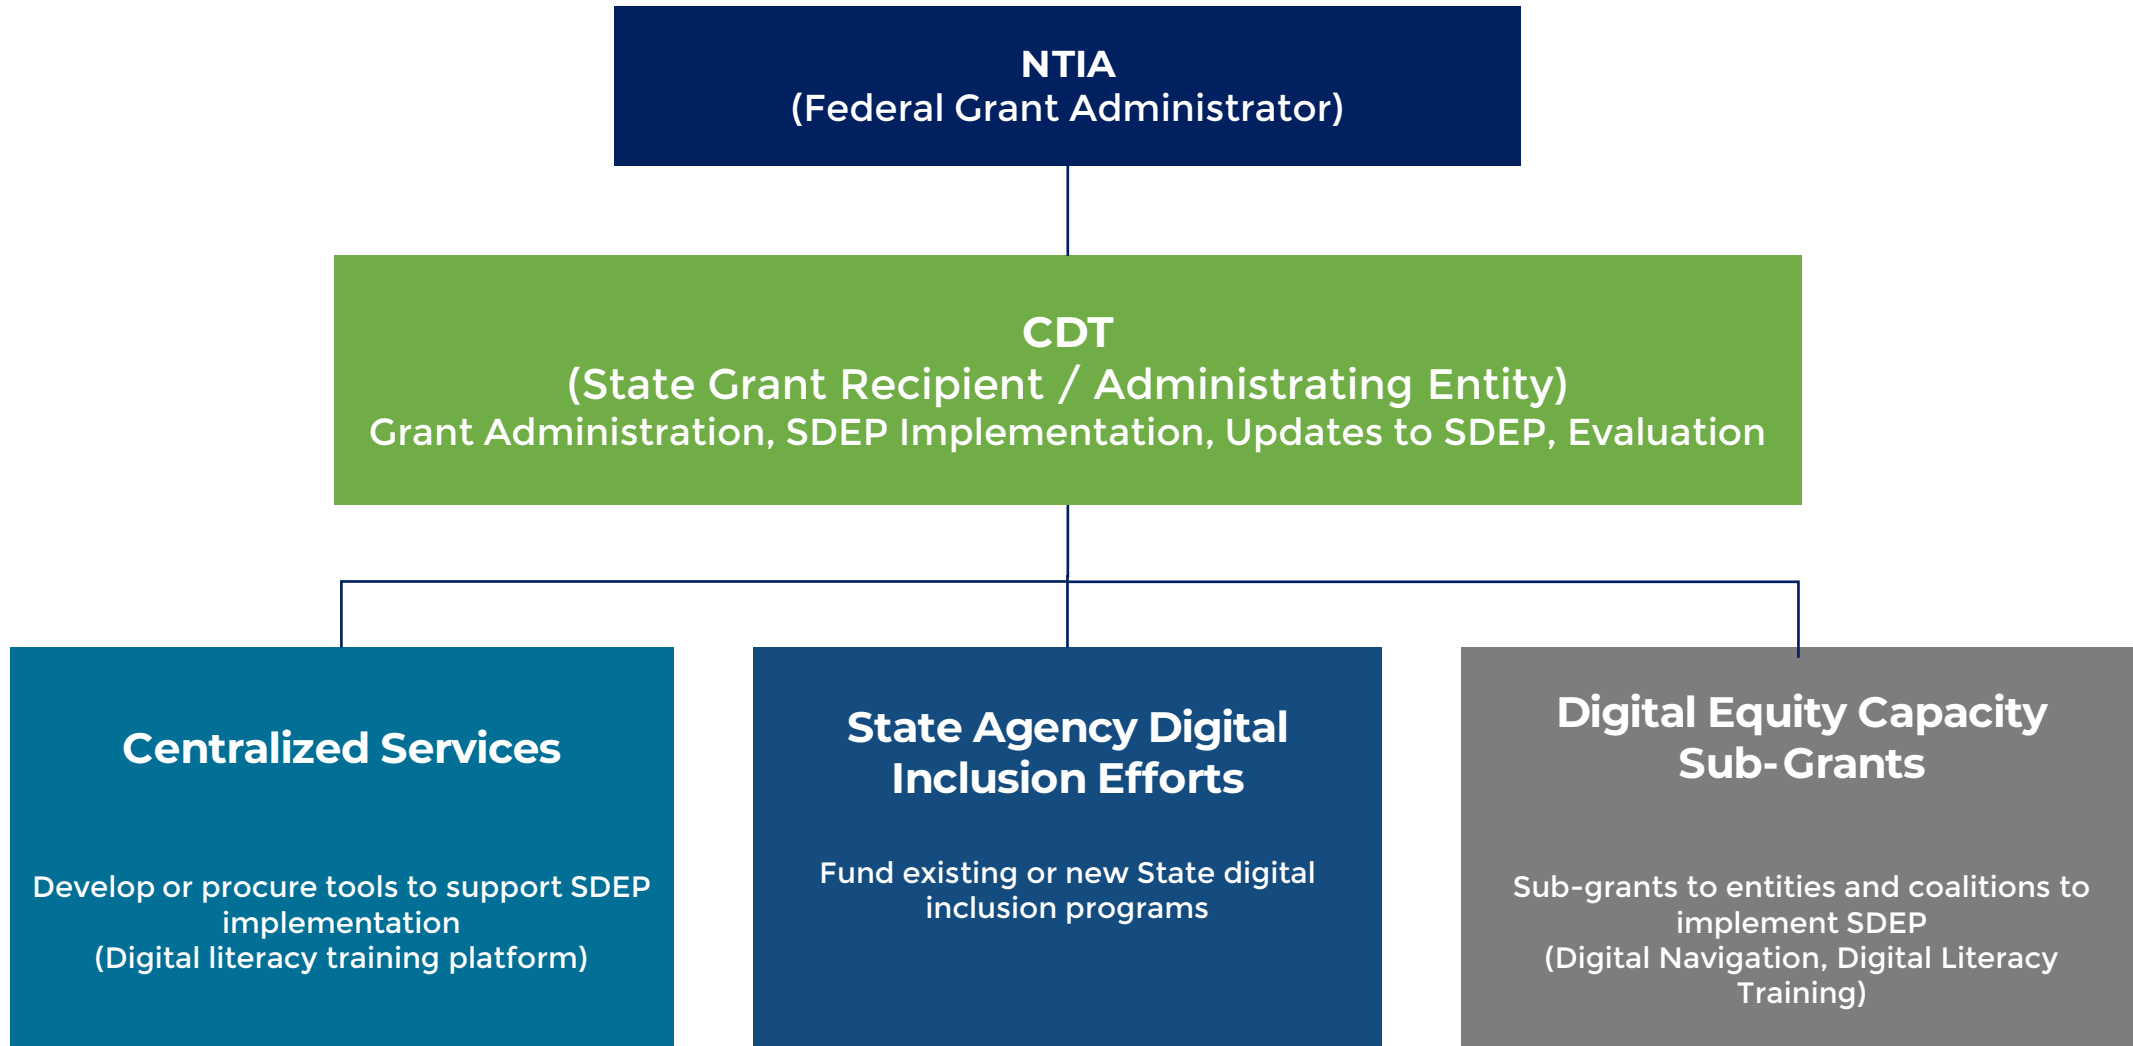 NTIA
(Federal Grant Administrator)
CDT
(State Grant Recipient / Administrating Entity)
Grant Administration, SDEP Implementation, Updates to SDEP, Evaluation
Centralized Services
Develop or procure tools to support SDEP
implementation
(Digital literacy training platform)
State Agency Digital
Inclusion Efforts
Fund existing or new State digital
inclusion programs
Digital Equity Capacity
Sub-Grants
Sub-grants to entities and coalitions to
implement SDEP
(Digital Navigation, Digital Literacy
Training)